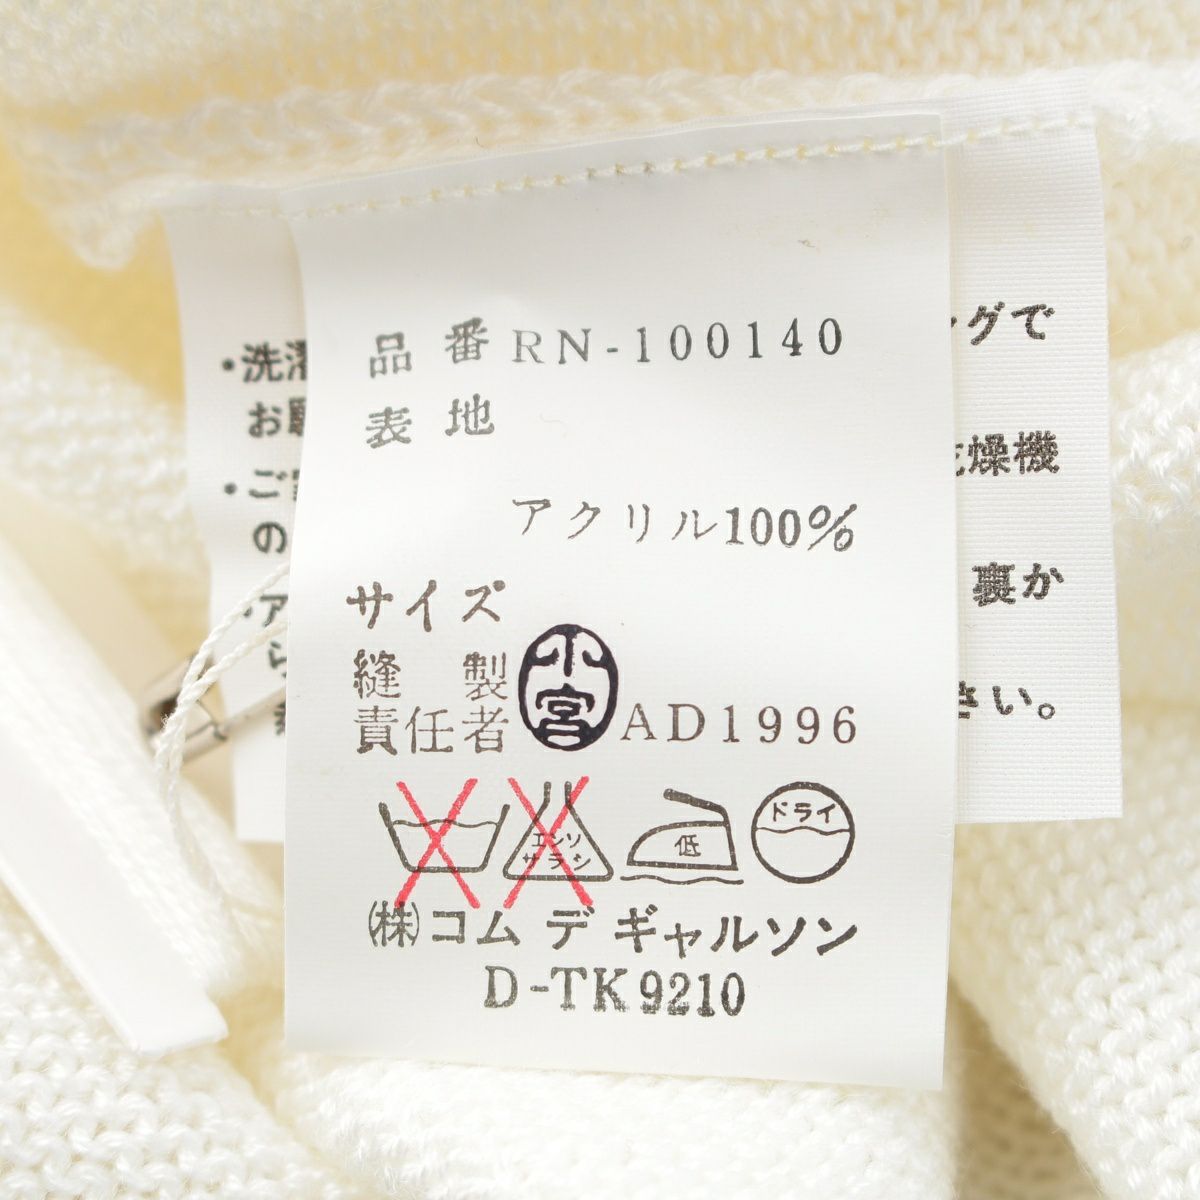 品番 RN-100140
表地
アクリル100%
サイズ
縫製
責任者 小宮 AD1996
エンソ
サラシ
低
ドライ
㈱コム デ ギャルソン
D-TK9210
・洗濯
お願
・ご
の
・ア
ら
ングで
燥機
裏か
さい。